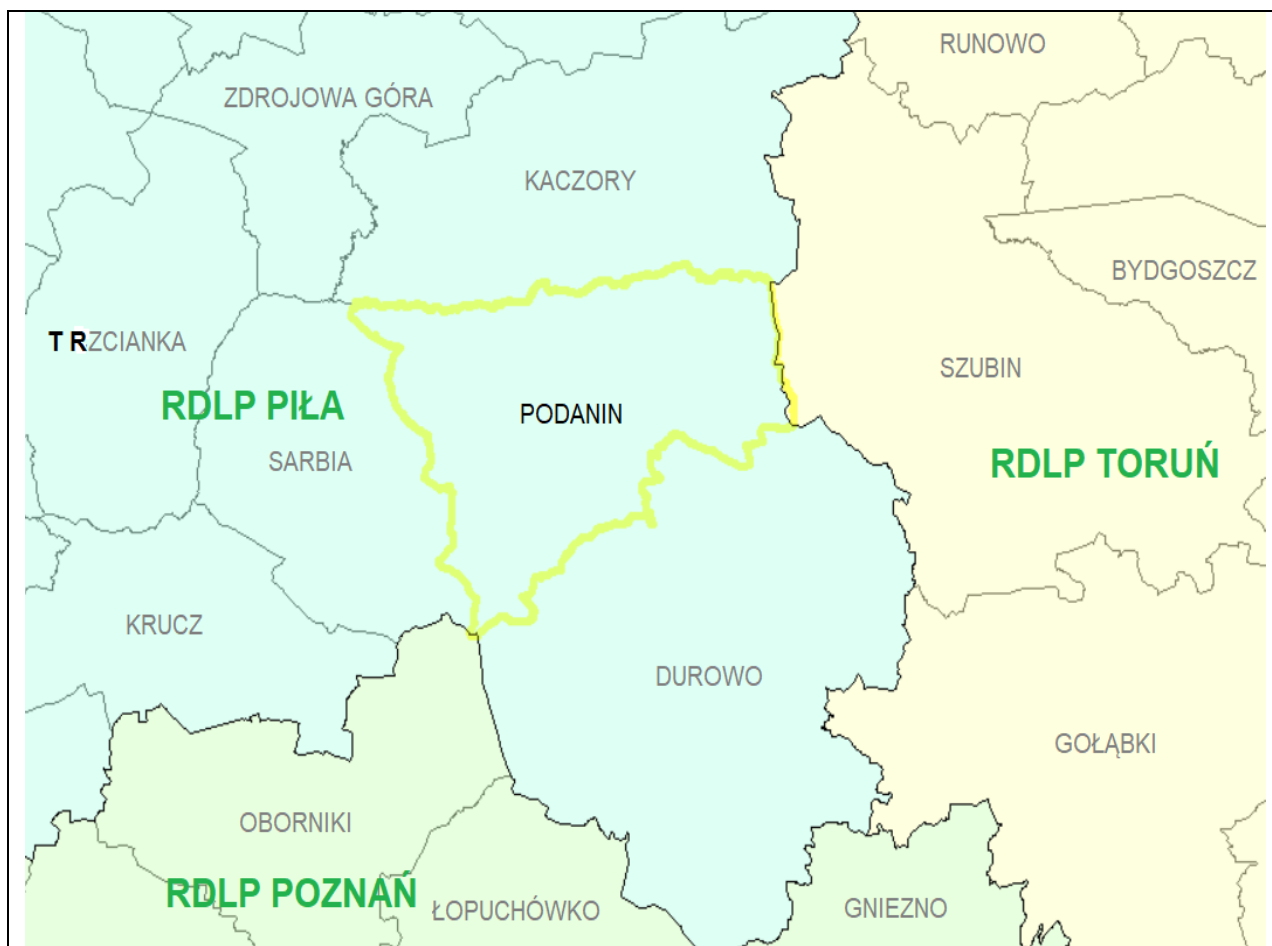 RUNOWO
ZDROJOWA GÓRA
KACZORY
BYDGOSZCZ
T RZCIANKA
SZUBIN
RDLP PIŁA
PODANIN
SARBIA
RDLP TORUŃ
KRUCZ
DUROWO
GOŁĄBKI
OBORNIKI
RDLP POZNAŃ
ŁOPUCHÓWKO
GNIEZNO